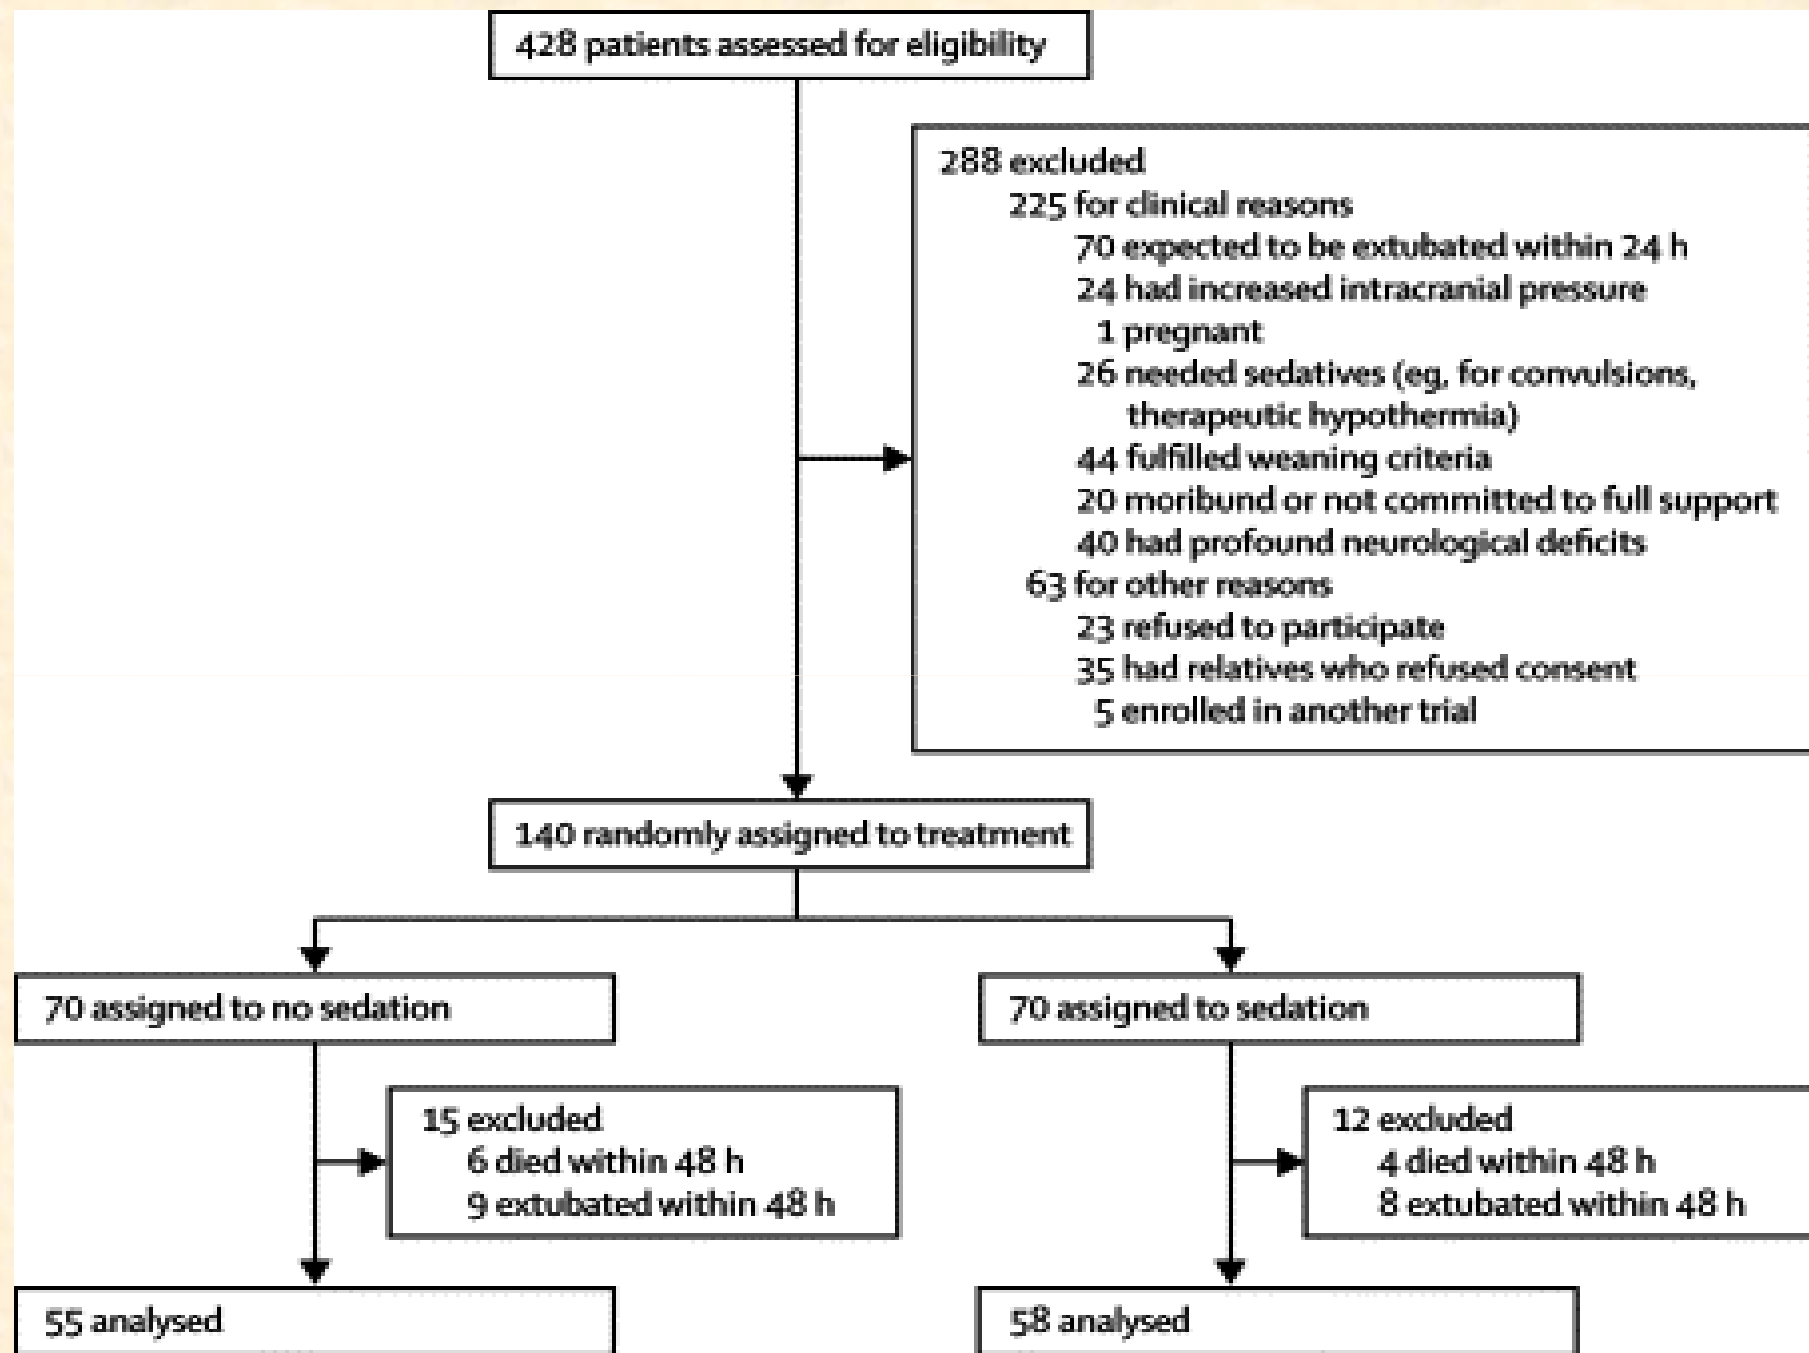 428 patients assessed for eligibility
288 excluded
225 for clinical reasons
70 expected to be extubated within 24 h
24 had increased intracranial pressure
1 pregnant
26 needed sedatives (eg, for convulsions,
therapeutic hypothermia)
44 fulfilled weaning criteria
20 moribund or not committed to full support
40 had profound neurological deficits
63 for other reasons
23 refused to participate
35 had relatives who refused consent
5 enrolled in another trial
140 randomly assigned to treatment
70 assigned to no sedation
70 assigned to sedation
15 excluded
6 died within 48 h
9 extubated within 48 h
12 excluded
4 died within 48 h
8 extubated within 48 h
55 analysed
58 analysed